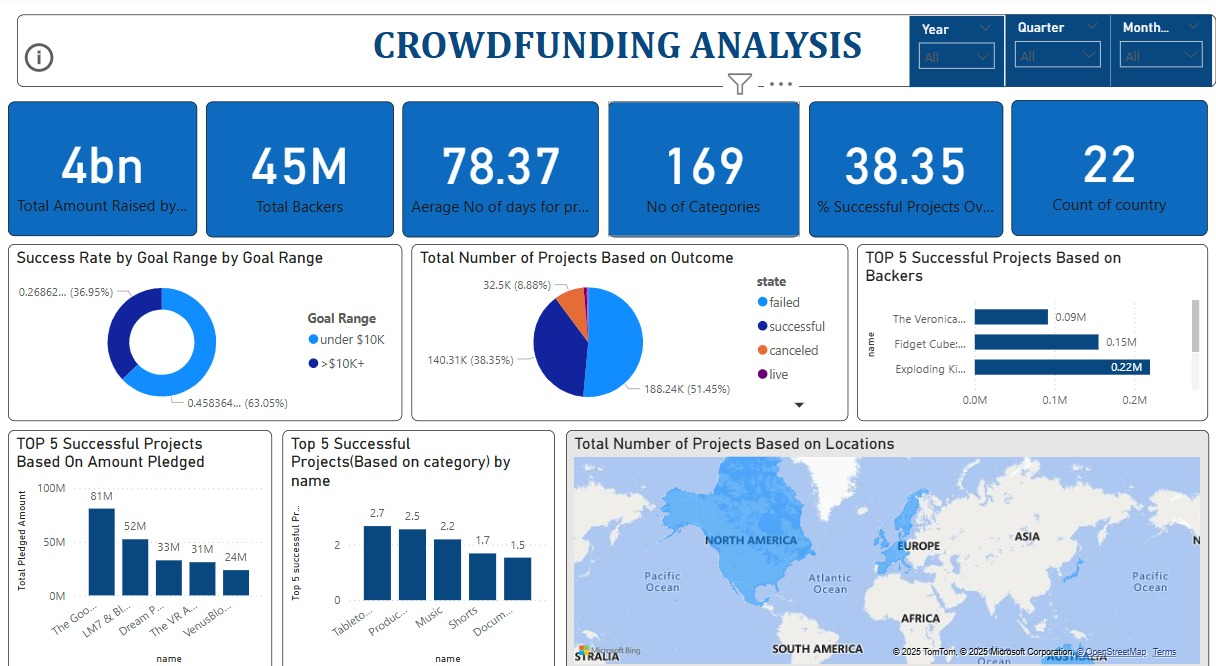 CROWDFUNDING ANALYSIS
Year
All
Quarter
All
Month...
All
4bn
Total Amount Raised by...
45M
Total Backers
78.37
Aerage No of days for pr...
169
No of Categories
38.35
% Successful Projects Ov...
22
Count of country
Success Rate by Goal Range by Goal Range
0.26862... (36.95%)
0.458364... (63.05%)
Goal Range
under $10K
>$10K+
Total Number of Projects Based on Outcome
32.5K (8.88%)
140.31K (38.35%)
188.24K (51.45%)
state
failed
successful
canceled
live
TOP 5 Successful Projects Based on
Backers
name
The Veronica...
0.09M
Fidget Cube:...
0.15M
Exploding Ki...
0.22M
0.0M 0.1M 0.2M
TOP 5 Successful Projects
Based On Amount Pledged
Total Pledged Amount
100M
50M
0M
81M
52M
33M
31M
24M
The Goo...
LM7 & Bl...
Dream P...
The VR A...
VenusBlo...
name
Top 5 Successful
Projects(Based on category) by
name
Top 5 successful Pr...
2
0
2.7
2.5
2.2
1.7
1.5
Tableto...
Produc...
Music
Shorts
Docum...
name
Total Number of Projects Based on Locations
NORTH AMERICA
EUROPE
ASIA
N
Pacific
Ocean
Atlantic
Ocean
Pacific
Ocean
AFRICA
SOUTH AMERICA
Microsoft Bing
STRALIA
Ocean
AUSTRALIA
© 2025 TomTom, © 2025 Microsoft Corporation, © OpenStreetMap Terms